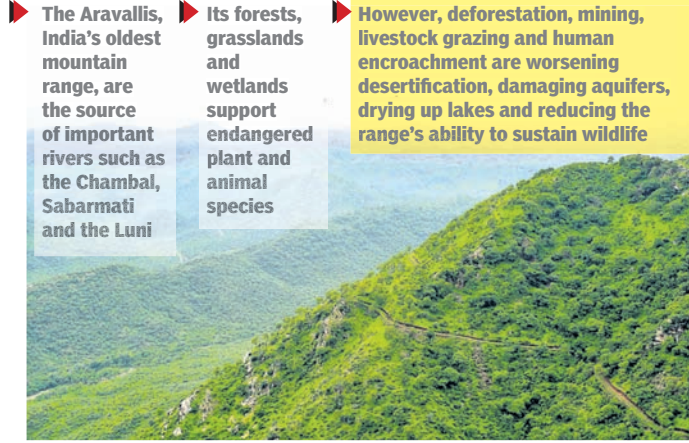 The Aravallis,
India's oldest
mountain
range, are
the source
of important
rivers such as
the Chambal,
Sabarmati
and the Luni
Its forests,
grasslands
and
wetlands
support
endangered
plant and
animal
species
However, deforestation, mining,
livestock grazing and human
encroachment are worsening
desertification, damaging aquifers,
drying up lakes and reducing the
range's ability to sustain wildlife